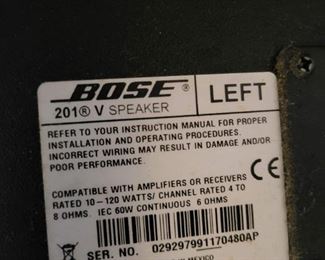 BOSE®
201® V SPEAKER
LEFT
REFER TO YOUR INSTRUCTION MANUAL FOR PROPER
INSTALLATION AND OPERATING PROCEDURES.
INCORRECT WIRING MAY RESULT IN DAMAGE AND/OR
POOR PERFORMANCE.
CE
COMPATIBLE WITH AMPLIFIERS OR RECEIVERS
RATED 10-120 WATTS/ CHANNEL RATED 4 TO
8 OHMS. IEC 60W CONTINUOUS 6 OHMS
SER. NO. 029297991170480AP
MEXICO